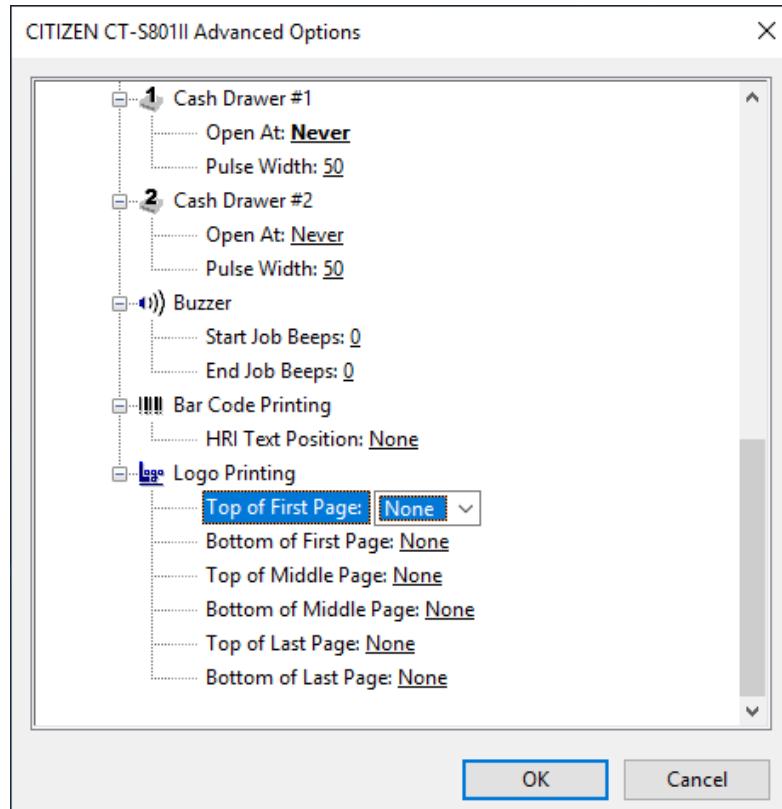 CITIZEN CT-S801II Advanced Options
1 Cash Drawer #1
Open At: Never
Pulse Width: 50
2 Cash Drawer #2
Open At: Never
Pulse Width: 50
Buzzer
Start Job Beeps: 0
End Job Beeps: 0
Bar Code Printing
HRI Text Position: None
Logo Printing
Top of First Page: None
Bottom of First Page: None
Top of Middle Page: None
Bottom of Middle Page: None
Top of Last Page: None
Bottom of Last Page: None
OK Cancel